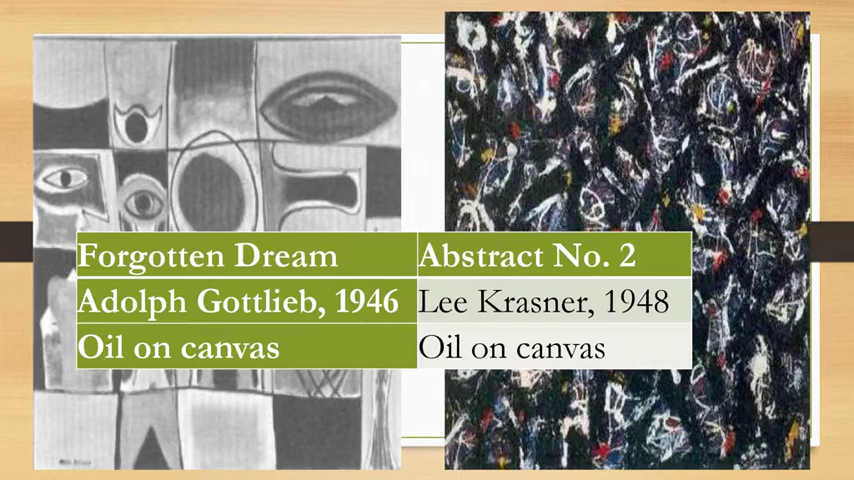 Forgotten Dream
Abstract No. 2
Adolph Gottlieb, 1946
Lee Krasner, 1948
Oil on canvas
Oil on canvas